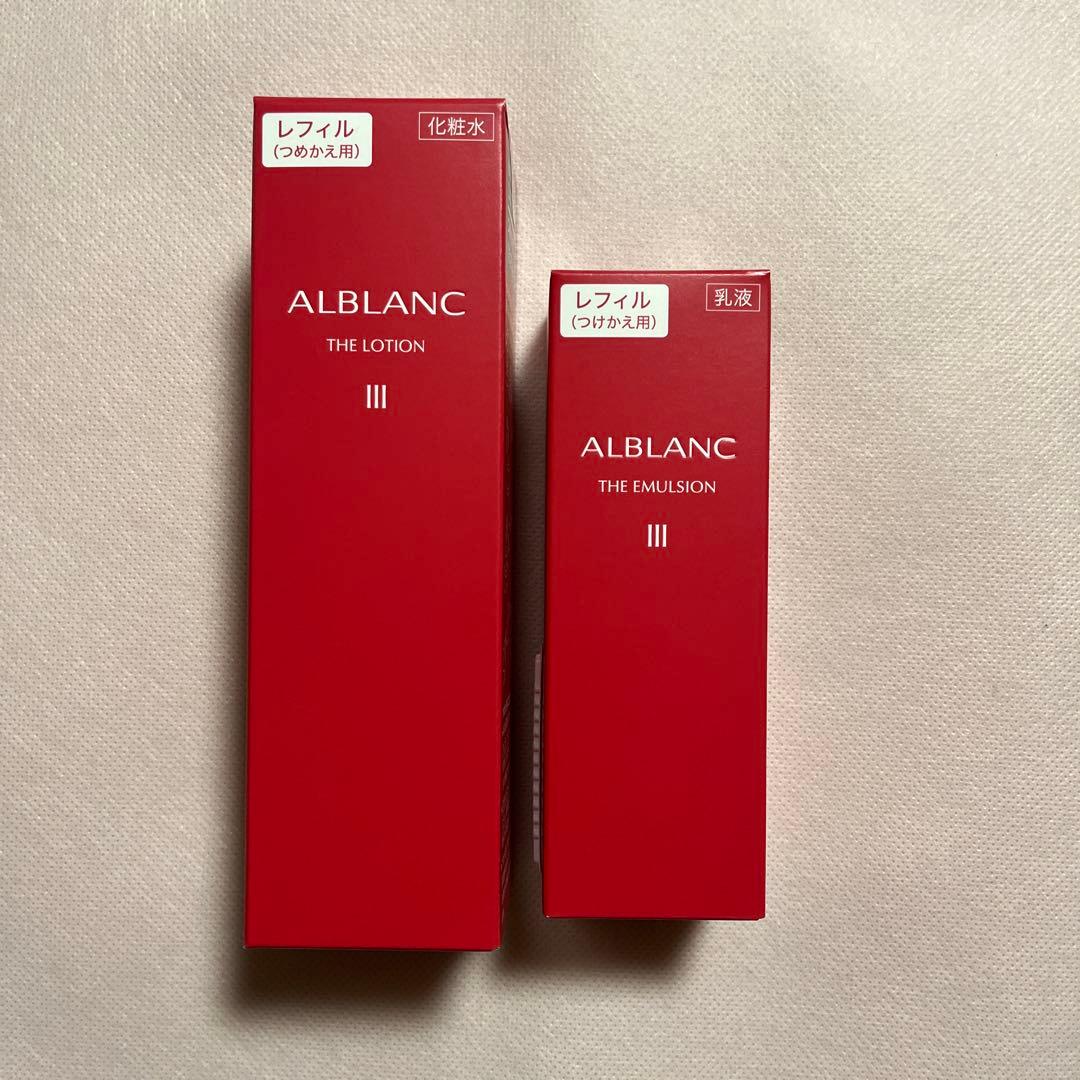 レフィル
(つめかえ用)
化粧水
ALBLANC
THE LOTION
III
レフィル
(つけかえ用)
乳液
ALBLANC
THE EMULSION
III